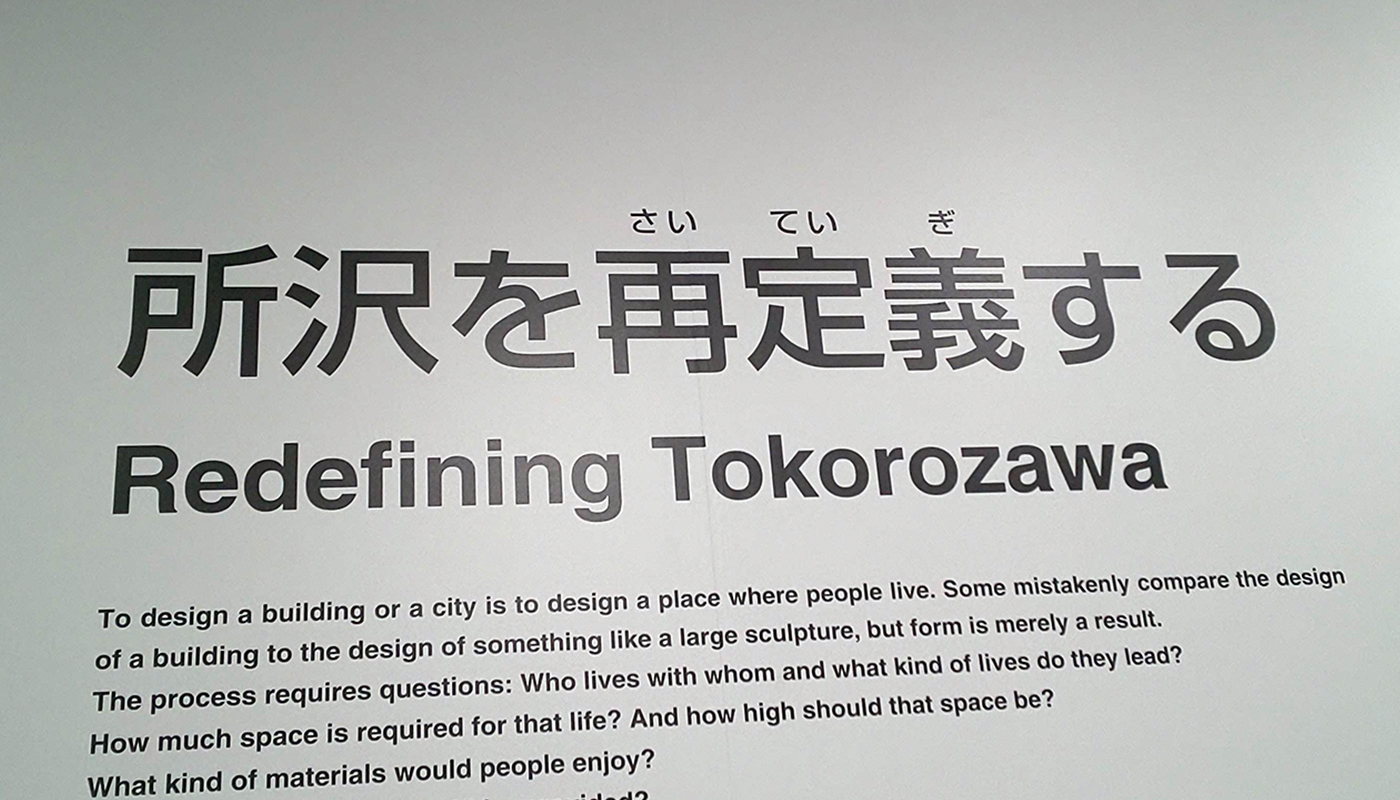 さい てい ぎ
所沢を再定義する
Redefining Tokorozawa
To design a building or a city is to design a place where people live. Some mistakenly compare the design
of a building to the design of something like a large sculpture, but form is merely a result.
The process requires questions: Who lives with whom and what kind of lives do they lead?
How much space is required for that life? And how high should that space be?
What kind of materials would people enjoy?